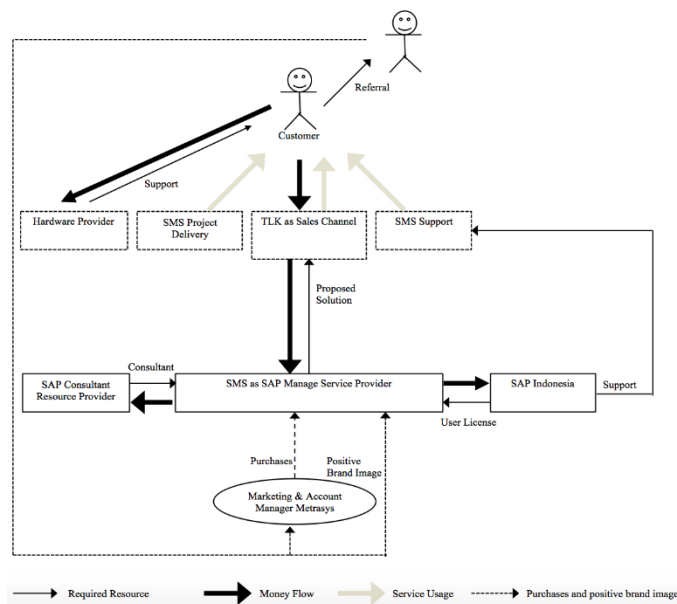 Referral
Customer
Support
Hardware Provider
SMS Project
Delivery
TLK as Sales Channel
SMS Support
Proposed
Solution
Consultant
SAP Consultant
Resource Provider
SMS as SAP Manage Service Provider
SAP Indonesia
Support
User License
Purchases
Positive
Brand Image
Marketing & Account
Manager Metrasys
Required Resource
Money Flow
Service Usage
Purchases and positive brand image